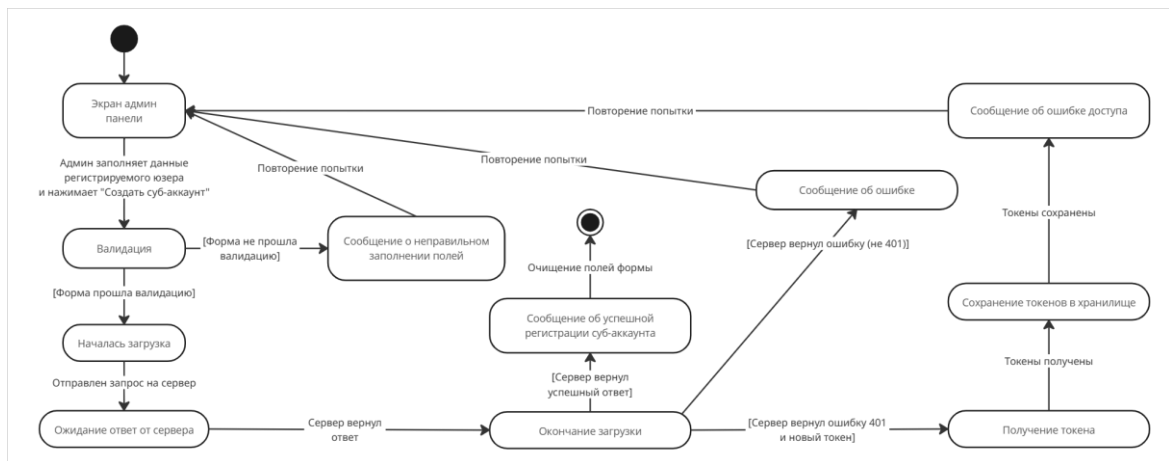 Экран админ
панели
Повторение попытки
Сообщение об ошибке доступа
Админ заполняет данные
регистрируемого юзера
и нажимает "Создать суб-аккаунт"
Повторение попытки
Повторение попытки
Сообщение об ошибке
Валидация
[Форма не прошла
валидацию]
Сообщение о неправильном
заполнении полей
Токены сохранены
[Сервер вернул ошибку (не 401)]
Очищение полей формы
[Форма прошла валидацию]
Сохранение токенов в хранилище
Сообщение об успешной
регистрации суб-аккаунта
Началась загрузка
Токены получены
Отправлен запрос на сервер
[Сервер вернул
успешный ответ]
Ожидание ответ от сервера
Сервер вернул
ответ
Окончание загрузки
[Сервер вернул ошибку 401
и новый токен]
Получение токена